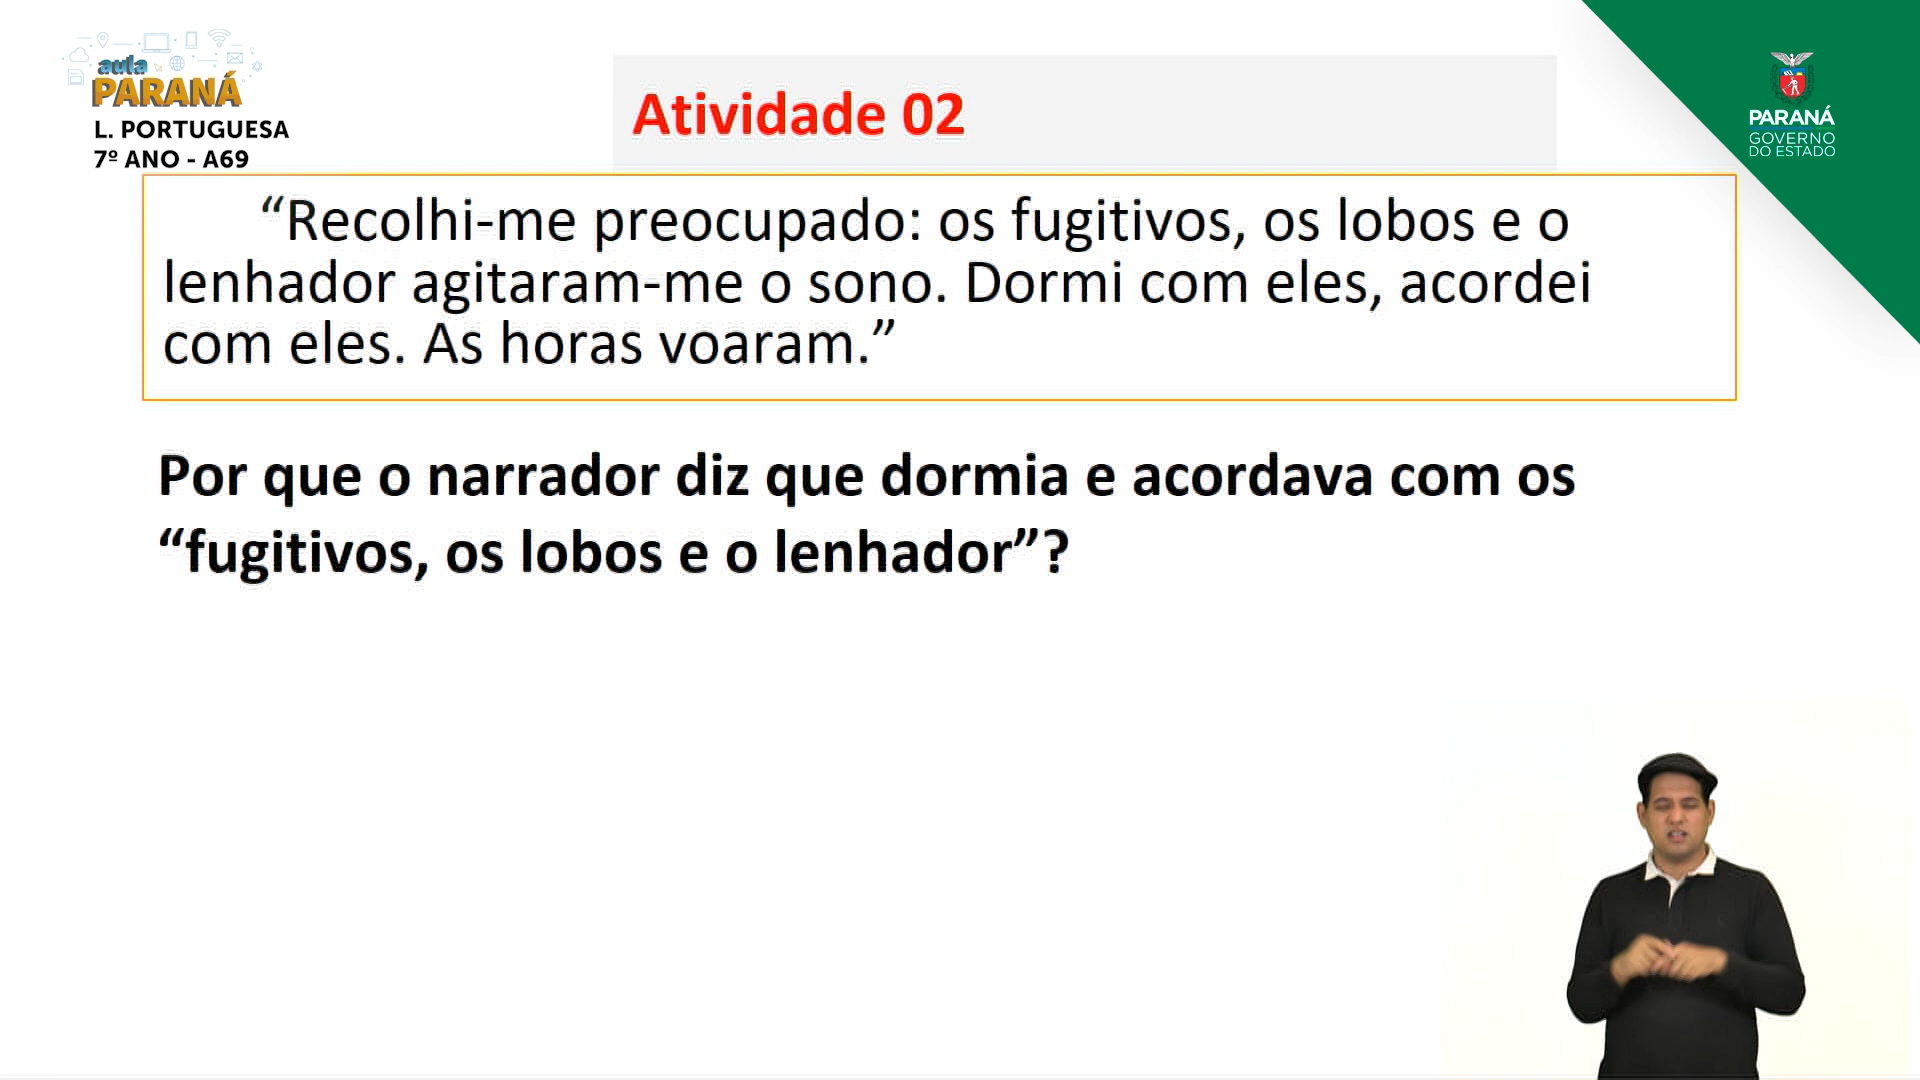 aula
PARANÁ
L. PORTUGUESA
7º ANO - A69
Atividade 02
PARANÁ
GOVERNO
DO ESTADO
“Recolhi-me preocupado: os fugitivos, os lobos e o
lenhador agitaram-me o sono. Dormi com eles, acordei
com eles. As horas voaram.”
Por que o narrador diz que dormia e acordava com os
“fugitivos, os lobos e o lenhador”?